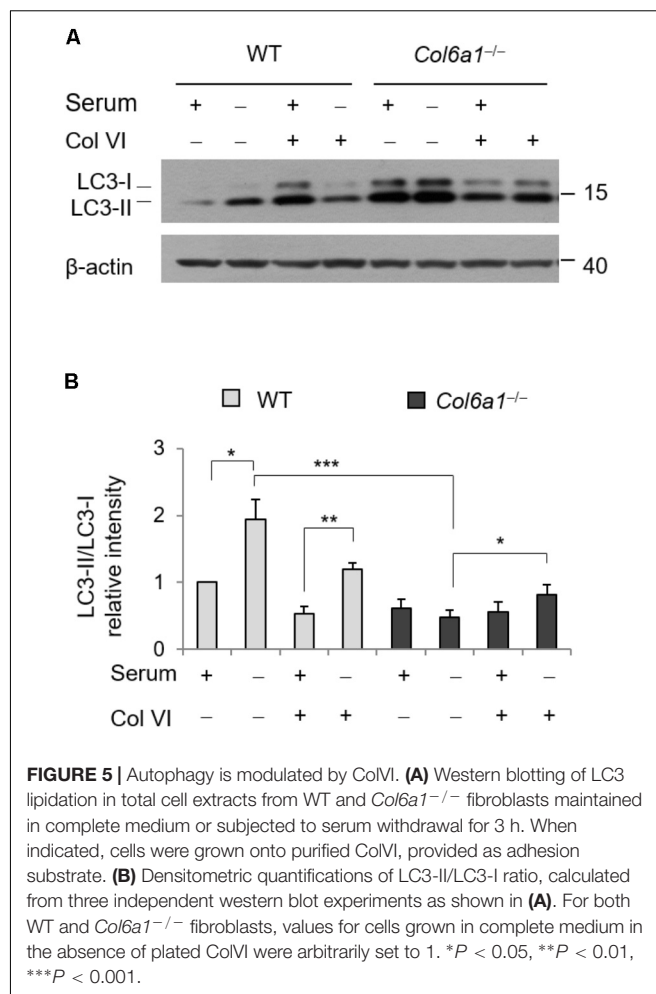 A
WT Col6a1−/−
Serum + − + − + − +
Col VI − − + + − − + +
LC3-I
LC3-II
15
β-actin
40
B
WT Col6a1−/−
3
2
1
0
LC3-II/LC3-I
relative intensity
* *** ** *
Serum + − + − + − + −
Col VI − − + + − − + +
FIGURE 5 | Autophagy is modulated by ColVI. (A) Western blotting of LC3
lipidation in total cell extracts from WT and Col6a1−/− fibroblasts maintained
in complete medium or subjected to serum withdrawal for 3 h. When
indicated, cells were grown onto purified ColVI, provided as adhesion
substrate. (B) Densitometric quantifications of LC3-II/LC3-I ratio, calculated
from three independent western blot experiments as shown in (A). For both
WT and Col6a1−/− fibroblasts, values for cells grown in complete medium in
the absence of plated ColVI were arbitrarily set to 1. *P < 0.05, **P < 0.01,
***P < 0.001.